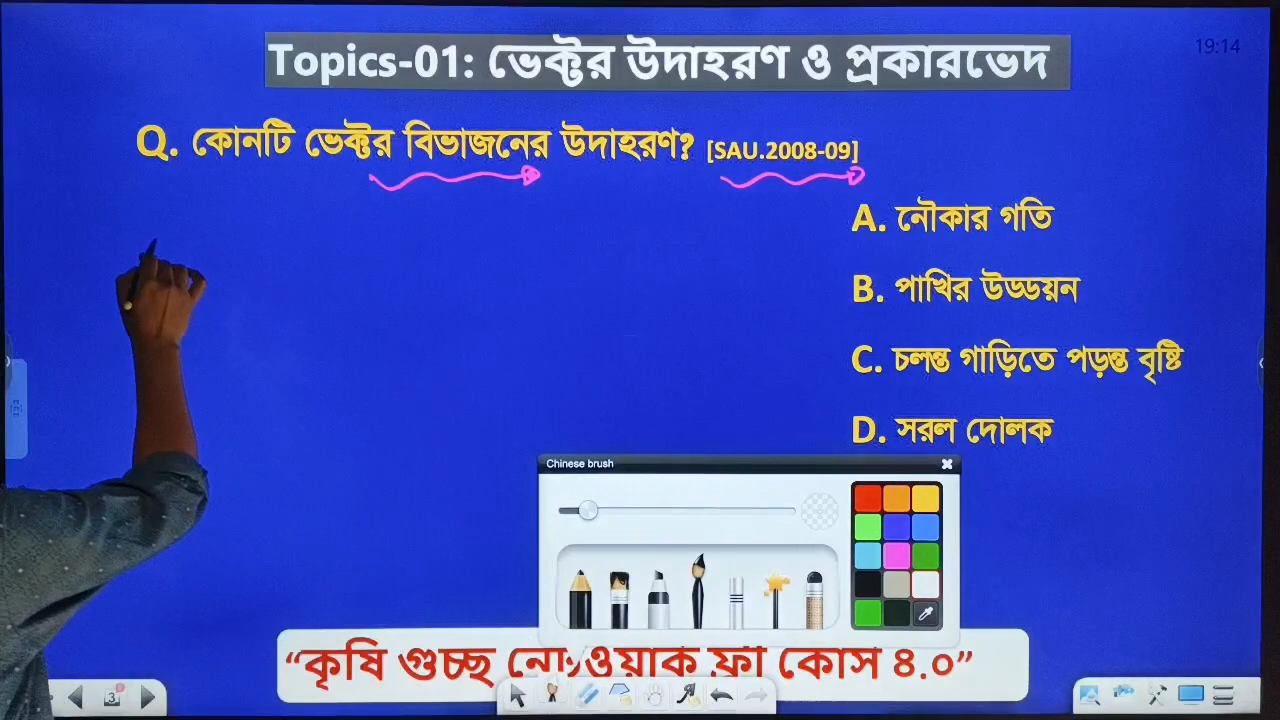 Topics-01: ভেক্টর উদাহরণ ও প্রকারভেদ
19:14
Q. কোনটি ভেক্টর বিভাজনের উদাহরণ? [SAU.2008-09]
A. নৌকার গতি
B. পাখির উড্ডয়ন
C. চলন্ত গাড়িতে পড়ন্ত বৃষ্টি
D. সরল দোলক
Chinese brush
“কৃষি গুচ্ছ ফ্রী কোর্স ৪.০”
3